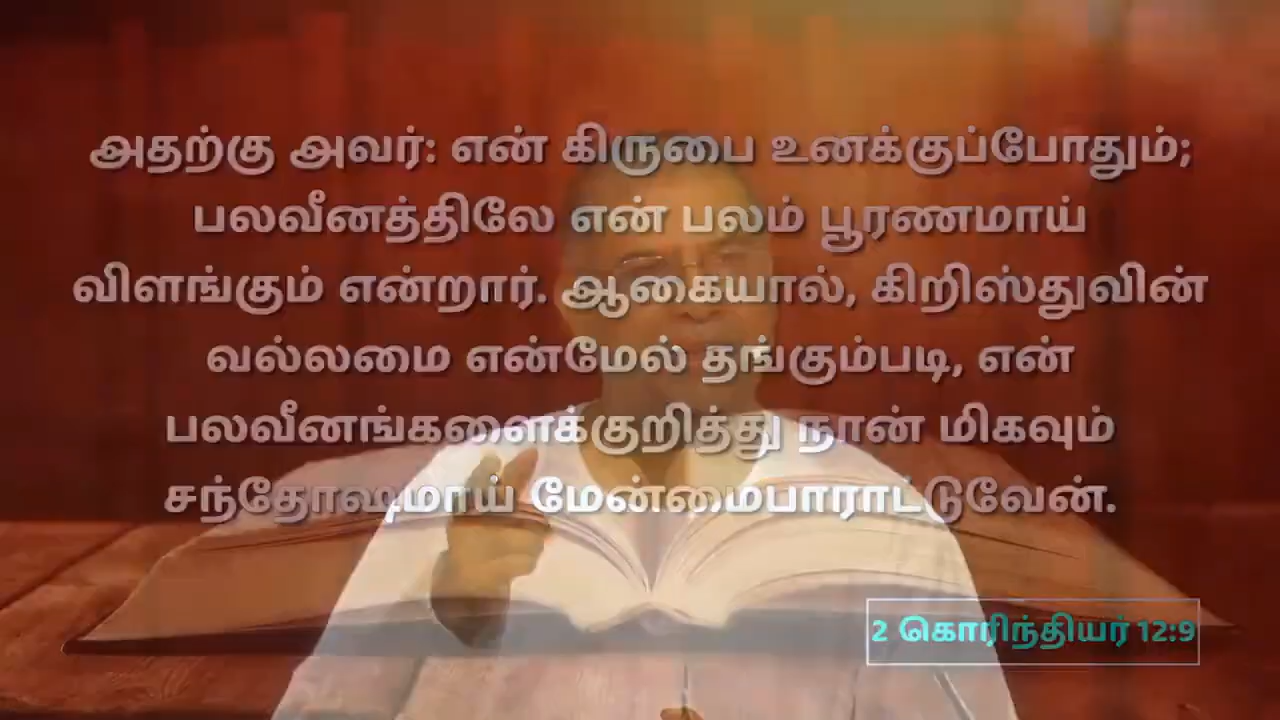 அதற்கு அவர்: என் கிருபை உனக்குப்போதும்;
பலவீனத்திலே என் பலம் பூரணமாய்
விளங்கும் என்றார். ஆகையால், கிறிஸ்துவின்
வல்லமை என்மேல் தங்கும்படி, என்
பலவீனங்களைக்குறித்து நான் மிகவும்
சந்தோஷமாய் மேன்மைபாராட்டுவேன்.
2 கொரிந்தியர் 12:9